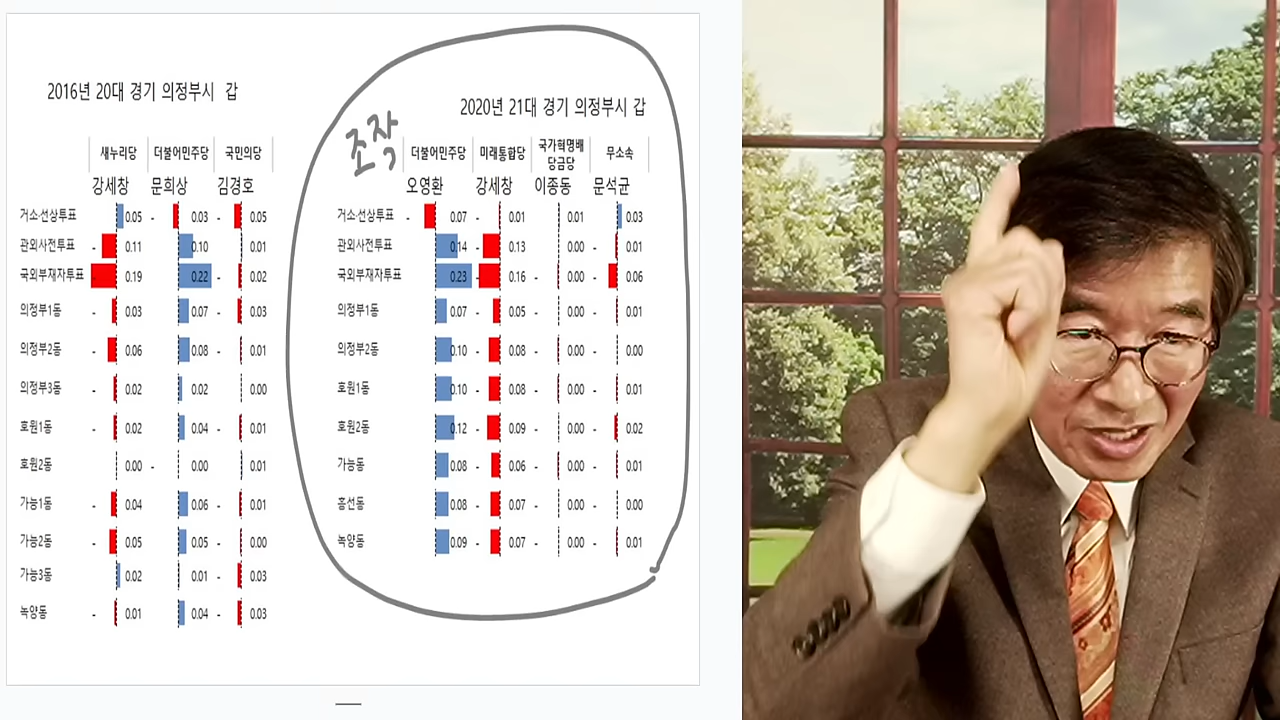 2016년 20대 경기 의정부시 갑
새누리당 더불어민주당 국민의당
강세창 문희상 김경호
거소·선상투표 0.05 - 0.03 - 0.05
관외사전투표 - 0.11 0.10 0.01
국외부재자투표 - 0.19 0.22 - 0.02
의정부1동 - 0.03 0.07 - 0.03
의정부2동 - 0.06 0.08 - 0.01
의정부3동 - 0.02 0.02 - 0.00
호원1동 - 0.02 0.04 - 0.01
호원2동 0.00 - 0.00 0.01
가능1동 - 0.04 0.06 - 0.01
가능2동 - 0.05 0.05 - 0.00
가능3동 0.02 0.01 - 0.03
녹양동 - 0.01 0.04 - 0.03
조작
2020년 21대 경기 의정부시 갑
더불어민주당 미래통합당 국가혁명배당금당 무소속
오영환 강세창 이종동 문석균
거소·선상투표 - 0.07 - 0.01 0.01 0.03
관외사전투표 0.14 - 0.13 - 0.00 - 0.01
국외부재자투표 0.23 - 0.16 - 0.00 - 0.06
의정부1동 0.07 - 0.05 - 0.00 - 0.01
의정부2동 0.10 - 0.08 - 0.00 - 0.00
호원1동 0.10 - 0.08 - 0.00 - 0.01
호원2동 0.12 - 0.09 - 0.00 - 0.02
가능동 0.08 - 0.06 - 0.00 - 0.01
흥선동 0.08 - 0.07 - 0.00 - 0.00
녹양동 0.09 - 0.07 - 0.00 - 0.01